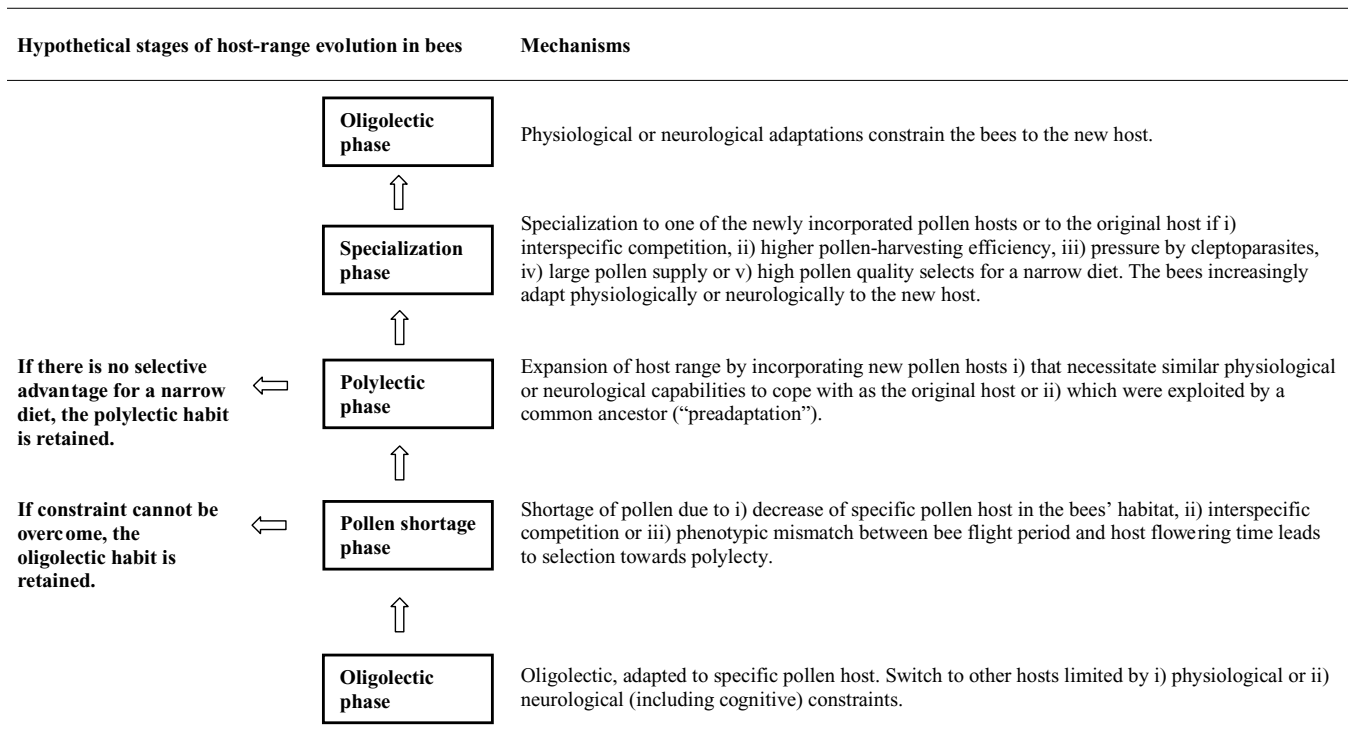 Hypothetical stages of host-range evolution in bees
Mechanisms
Oligolectic
phase
Physiological or neurological adaptations constrain the bees to the new host.
Specialization
phase
Specialization to one of the newly incorporated pollen hosts or to the original host if i)
interspecific competition, ii) higher pollen-harvesting efficiency, iii) pressure by cleptoparasites,
iv) large pollen supply or v) high pollen quality selects for a narrow diet. The bees increasingly
adapt physiologically or neurologically to the new host.
If there is no selective
advantage for a narrow
diet, the polylectic habit
is retained.
Polylectic
phase
Expansion of host range by incorporating new pollen hosts i) that necessitate similar physiological
or neurological capabilities to cope with as the original host or ii) which were exploited by a
common ancestor (“preadaptation”).
If constraint cannot be
overcome, the
oligolectic habit is
retained.
Pollen shortage
phase
Shortage of pollen due to i) decrease of specific pollen host in the bees’ habitat, ii) interspecific
competition or iii) phenotypic mismatch between bee flight period and host flowering time leads
to selection towards polylecty.
Oligolectic
phase
Oligolectic, adapted to specific pollen host. Switch to other hosts limited by i) physiological or ii)
neurological (including cognitive) constraints.